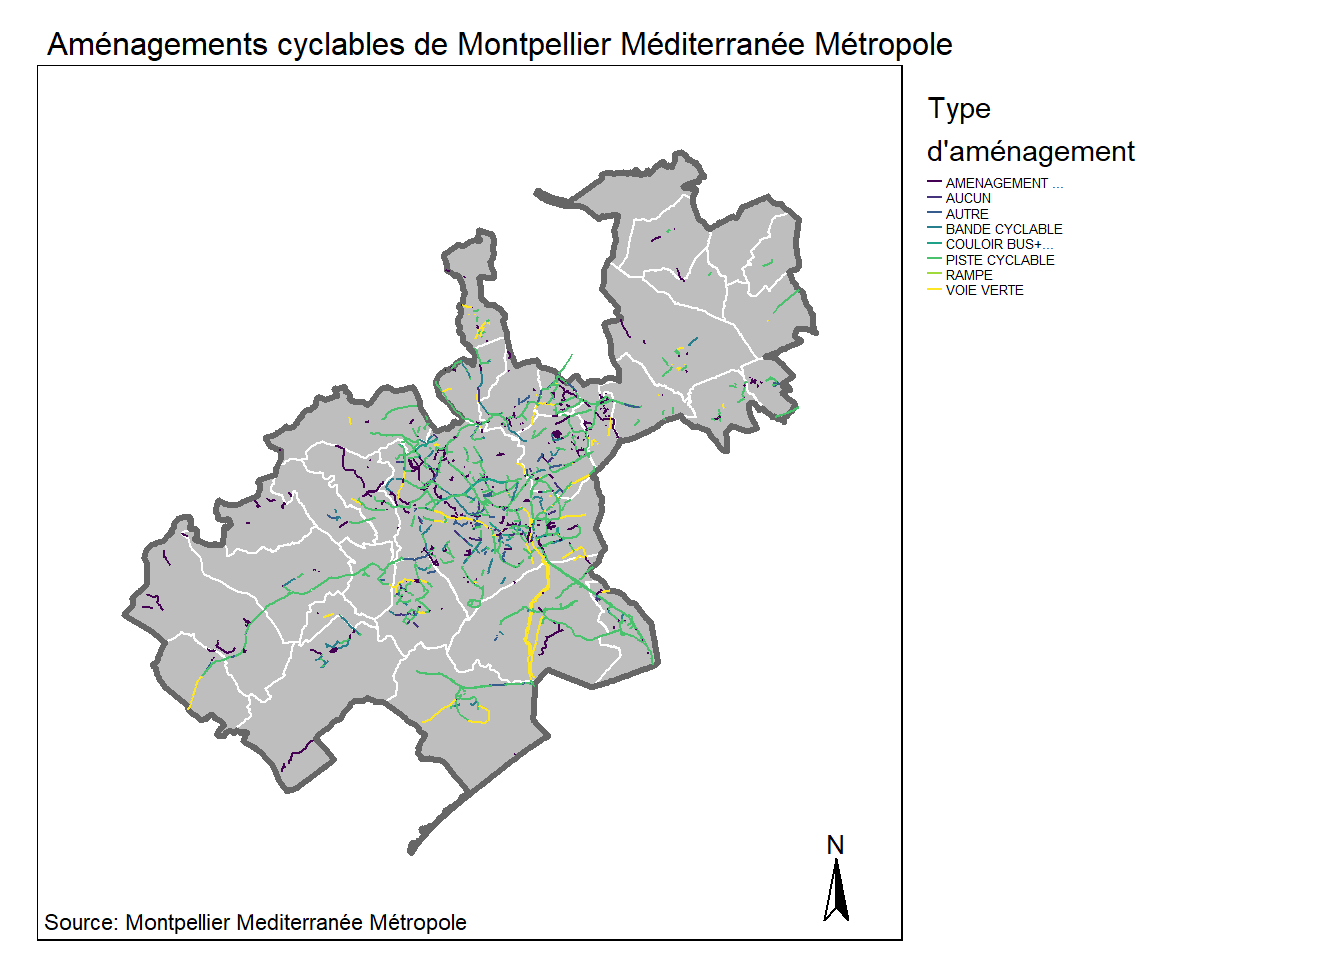 Aménagements cyclables de Montpellier Méditerranée Métropole
Type
d'aménagement
AMENAGEMENT ...
AUCUN
AUTRE
BANDE CYCLABLE
COULOIR BUS+...
PISTE CYCLABLE
RAMPE
VOIE VERTE
N
Source: Montpellier Mediterranée Métropole